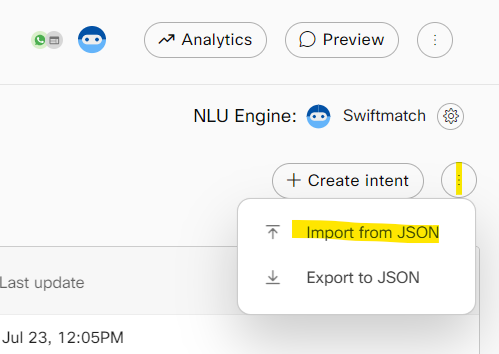 Analytics
Preview
NLU Engine: Swiftmatch
+ Create intent
Import from JSON
Export to JSON
Last update
Jul 23, 12:05PM